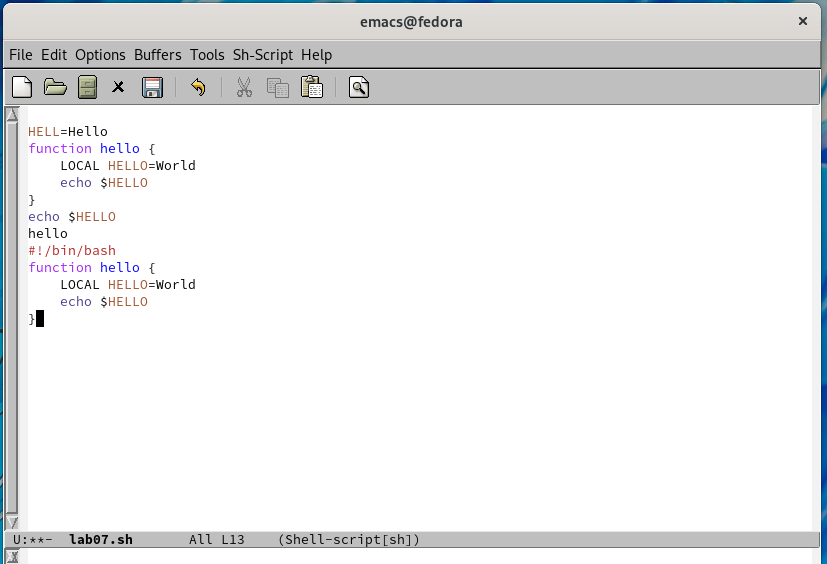 emacs@fedora
File Edit Options Buffers Tools Sh-Script Help
HELL=Hello
function hello {
    LOCAL HELLO=World
    echo $HELLO
}
echo $HELLO
hello
#!/bin/bash
function hello {
    LOCAL HELLO=World
    echo $HELLO
}
U:**-  lab07.sh       All L13    (Shell-script[sh])